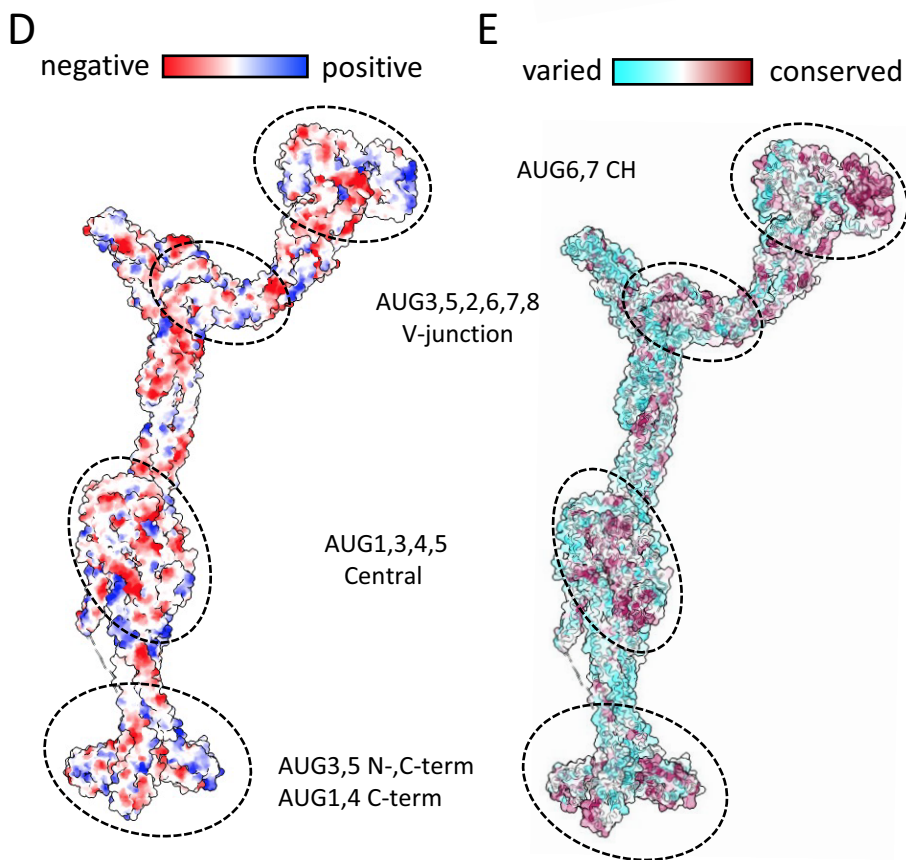 D
negative
positive
E
varied
conserved
AUG6,7 CH
AUG3,5,2,6,7,8
V-junction
AUG1,3,4,5
Central
AUG3,5 N-,C-term
AUG1,4 C-term